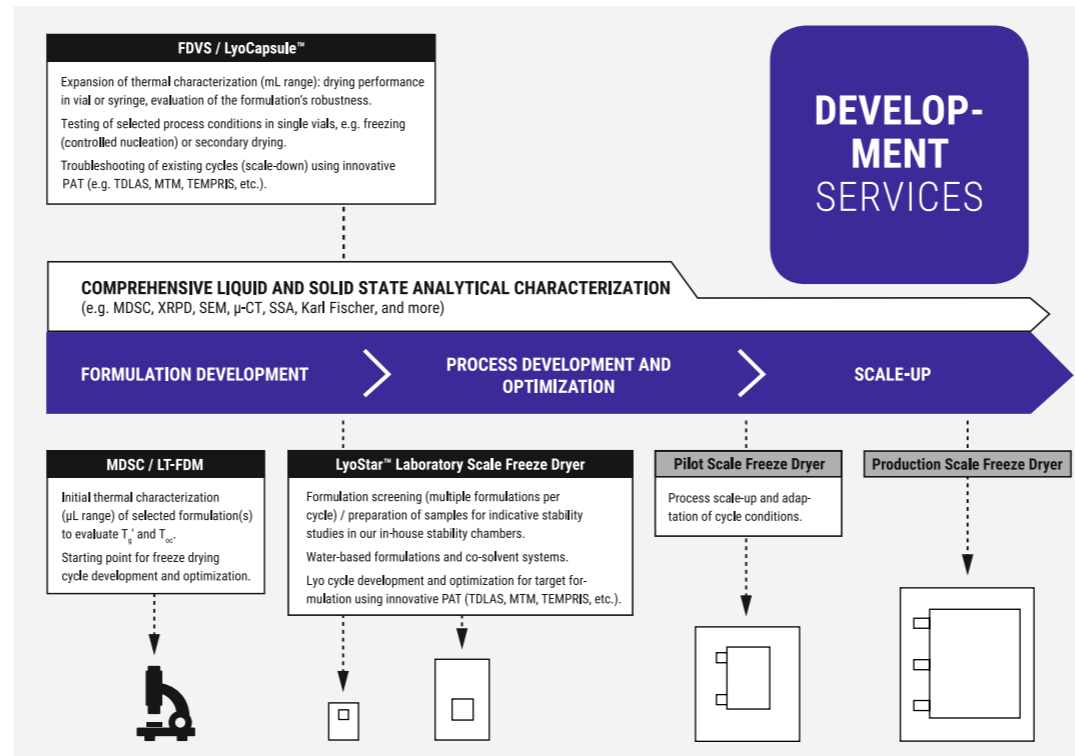 FDVS / LyoCapsule™
Expansion of thermal characterization (mL range): drying performance
in vial or syringe, evaluation of the formulation's robustness.
Testing of selected process conditions in single vials, e.g. freezing
(controlled nucleation) or secondary drying.
Troubleshooting of existing cycles (scale-down) using innovative
PAT (e.g. TDLAS, MTM, TEMPRIS, etc.).
DEVELOP-
MENT
SERVICES
COMPREHENSIVE LIQUID AND SOLID STATE ANALYTICAL CHARACTERIZATION
(e.g. MDSC, XRPD, SEM, µ-CT, SSA, Karl Fischer, and more)
FORMULATION DEVELOPMENT
PROCESS DEVELOPMENT AND
OPTIMIZATION
SCALE-UP
MDSC / LT-FDM
Initial thermal characterization
(µL range) of selected formulation(s)
to evaluate Tg' and Toc.
Starting point for freeze drying
cycle development and optimization.
LyoStar™ Laboratory Scale Freeze Dryer
Formulation screening (multiple formulations per
cycle) / preparation of samples for indicative stability
studies in our in-house stability chambers.
Water-based formulations and co-solvent systems.
Lyo cycle development and optimization for target for-
mulation using innovative PAT (TDLAS, MTM, TEMPRIS, etc.).
Pilot Scale Freeze Dryer
Process scale-up and adap-
tation of cycle conditions.
Production Scale Freeze Dryer